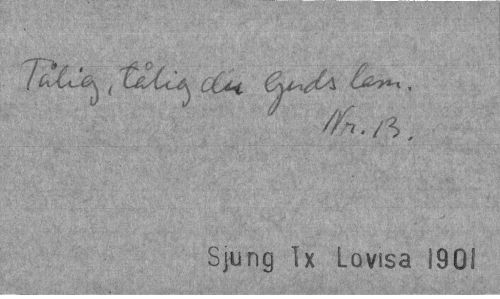 Tålig, tålig du Guds lam.
Nr. 13.
Sjung Tx Lovisa 1901